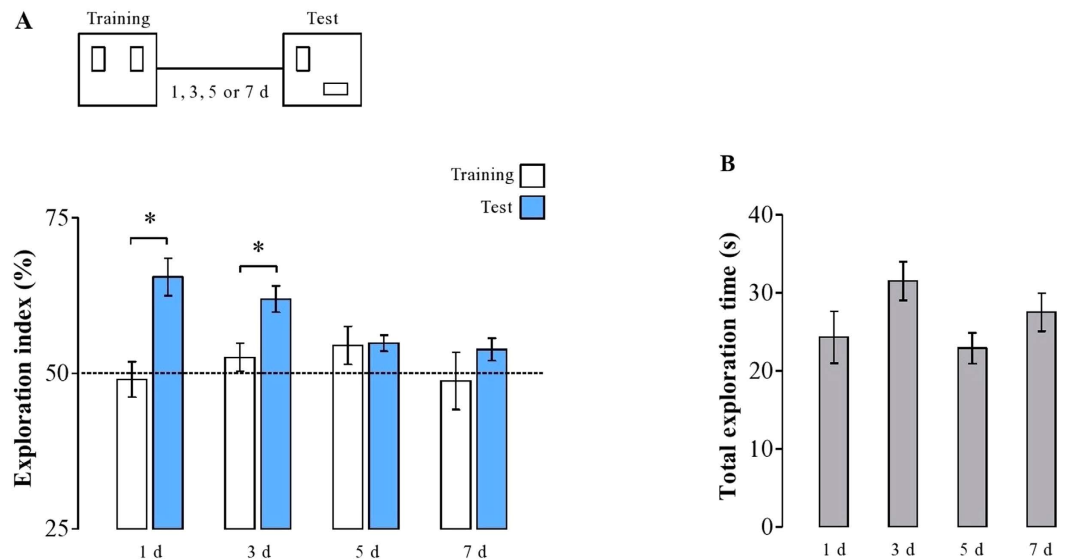 A
Training
Test
1, 3, 5 or 7 d
Training
Test
Exploration index (%)
75
50
25
*
*
1 d
3 d
5 d
7 d
B
Total exploration time (s)
40
30
20
10
0
1 d
3 d
5 d
7 d